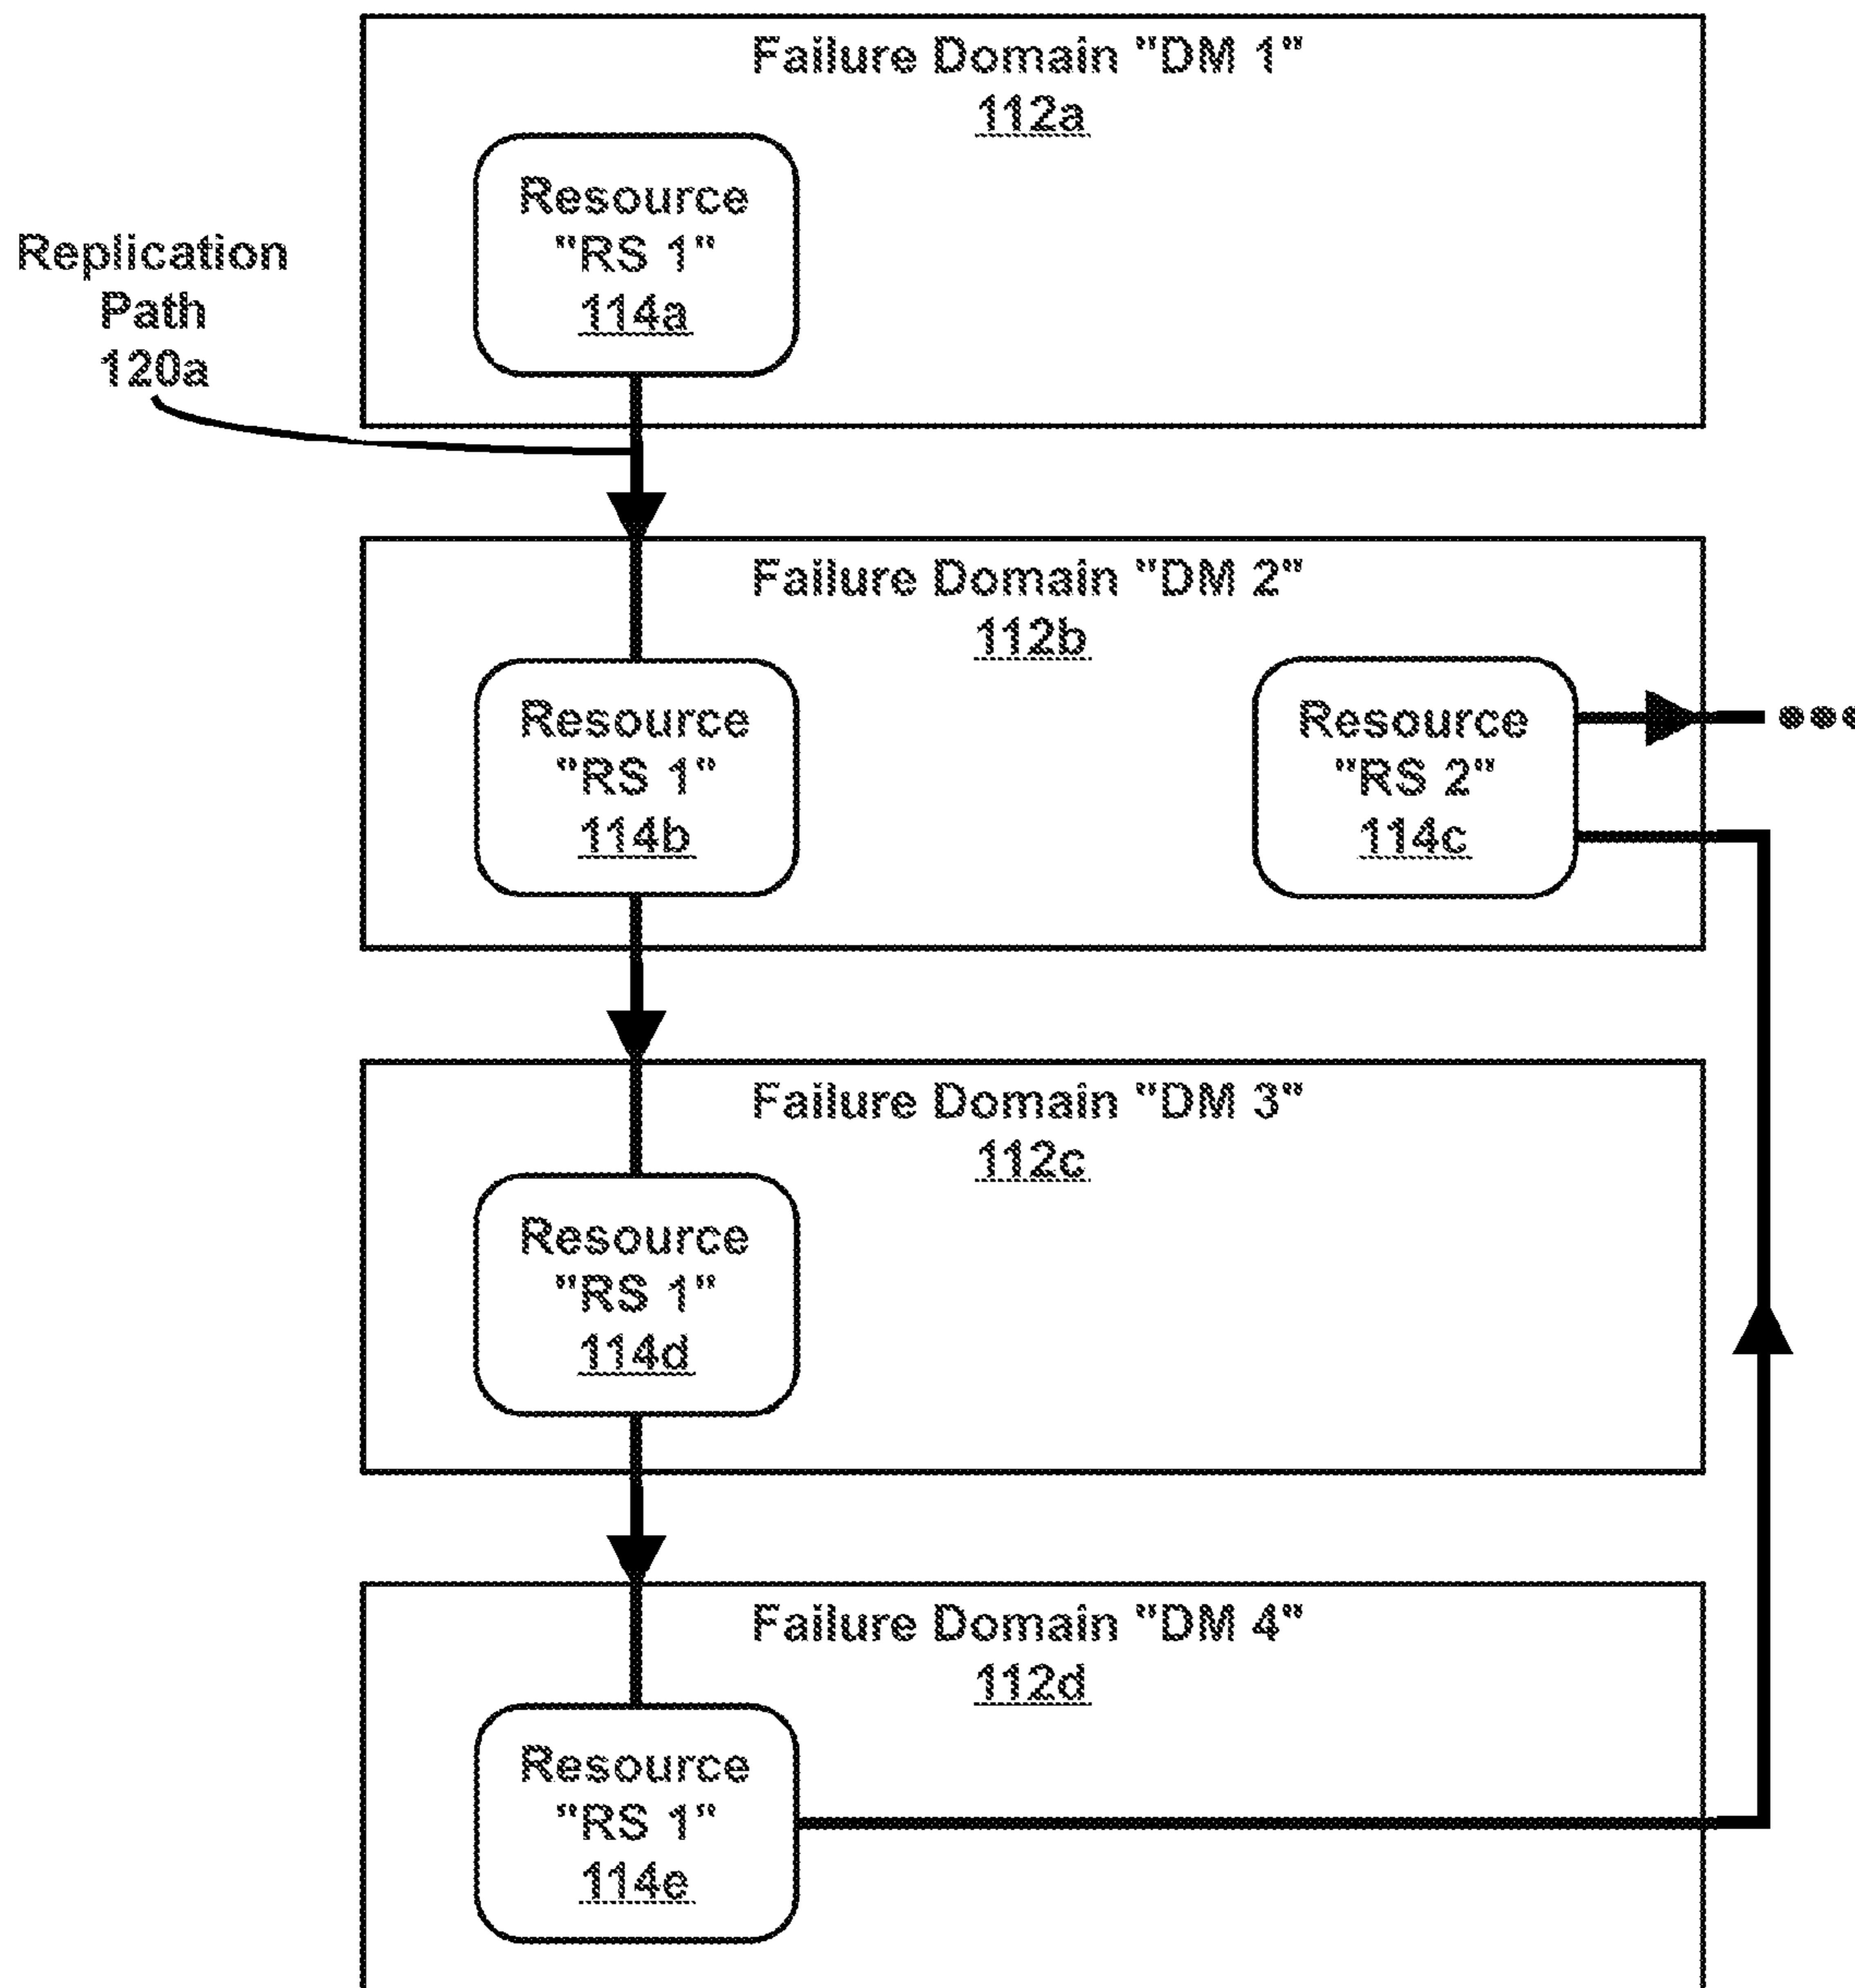 Failure Domain "DM 1"
112a
Resource
"RS 1"
114a
Replication
Path
120a
Failure Domain "DM 2"
112b
Resource
"RS 1"
114b
Resource
"RS 2"
114c
Failure Domain "DM 3"
112c
Resource
"RS 1"
114d
Failure Domain "DM 4"
112d
Resource
"RS 1"
114e